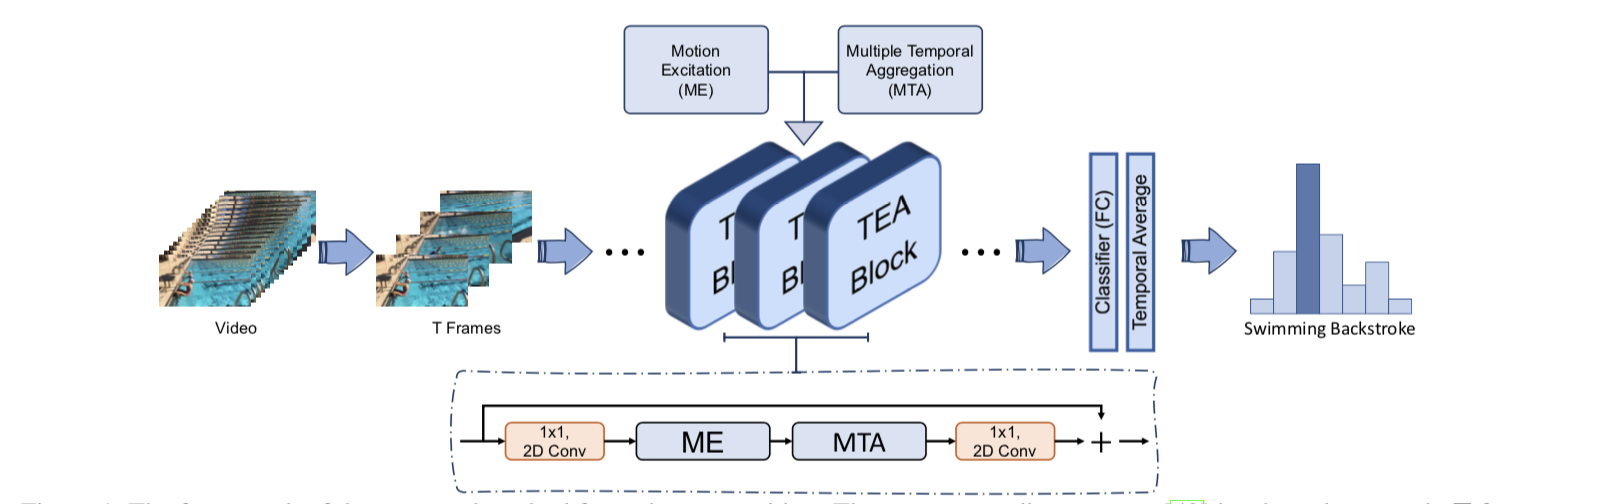 Motion
Excitation
(ME)
Multiple Temporal
Aggregation
(MTA)
T
Bl
T
Bl
TEA
Block
Classifier (FC)
Temporal Average
Video
T Frames
Swimming Backstroke
1x1,
2D Conv
ME
MTA
1x1,
2D Conv
+